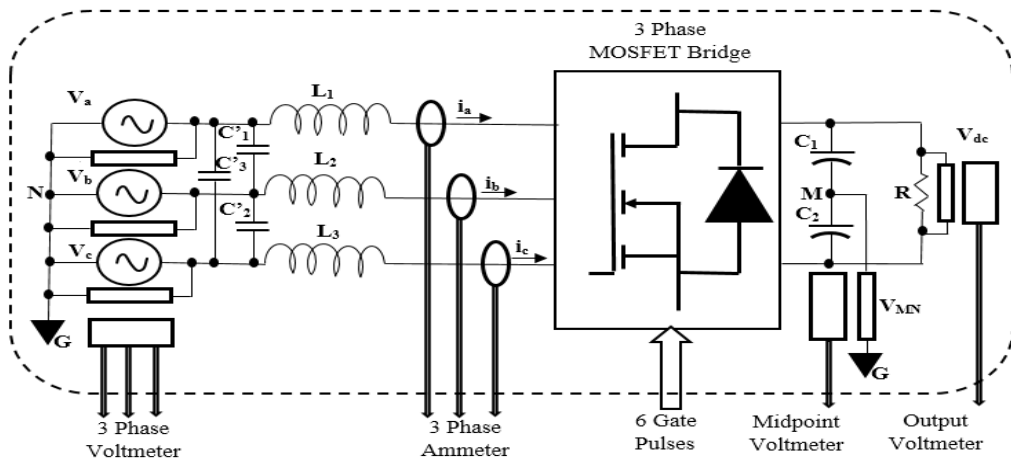 3 Phase
MOSFET Bridge
Va
L1
ia
C'1
C'3
Vb
L2
ib
N
C'2
Vc
L3
ic
G
C1
M
C2
R
Vdc
VMN
G
3 Phase
Voltmeter
3 Phase
Ammeter
6 Gate
Pulses
Midpoint
Voltmeter
Output
Voltmeter